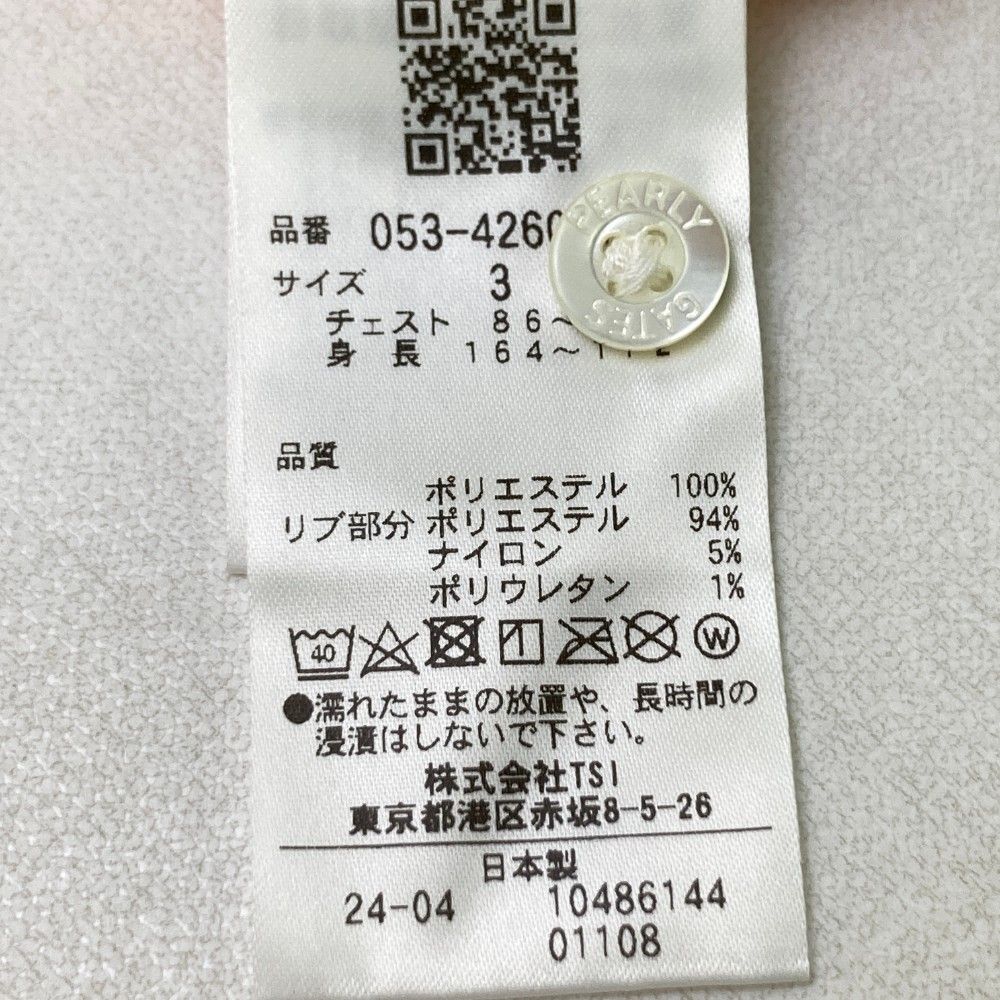 品番 053-4260
PEARLY GATES
サイズ 3
チェスト 86～
身長 164～172
品質
ポリエステル 100%
リブ部分 ポリエステル 94%
ナイロン 5%
ポリウレタン 1%
40 W
●濡れたままの放置や、長時間の
浸漬はしないで下さい。
株式会社TSI
東京都港区赤坂8-5-26
日本製
24-04 10486144
01108